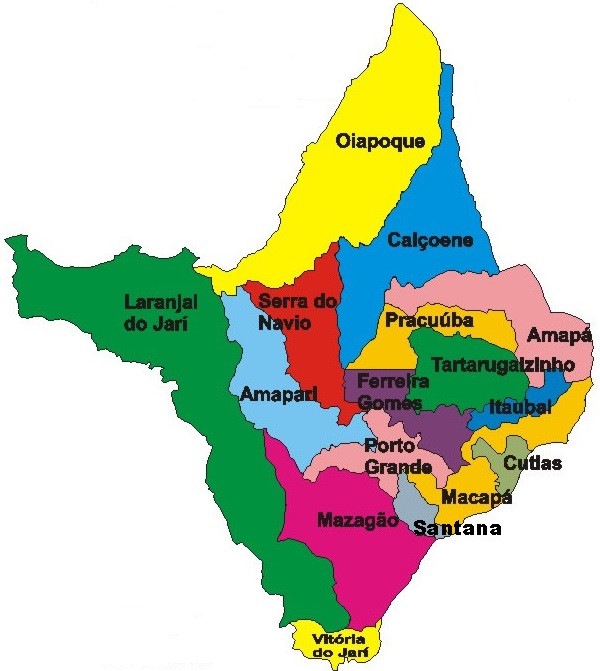 Oiapoque
Calçoene
Laranjal
do Jarí
Serra do
Navio
Pracuúba
Amapá
Tartarugalzinho
Ferreira
Gomes
Amapari
Itaubal
Porto
Grande
Cutias
Macapá
Mazagão
Santana
Vitória
do Jarí